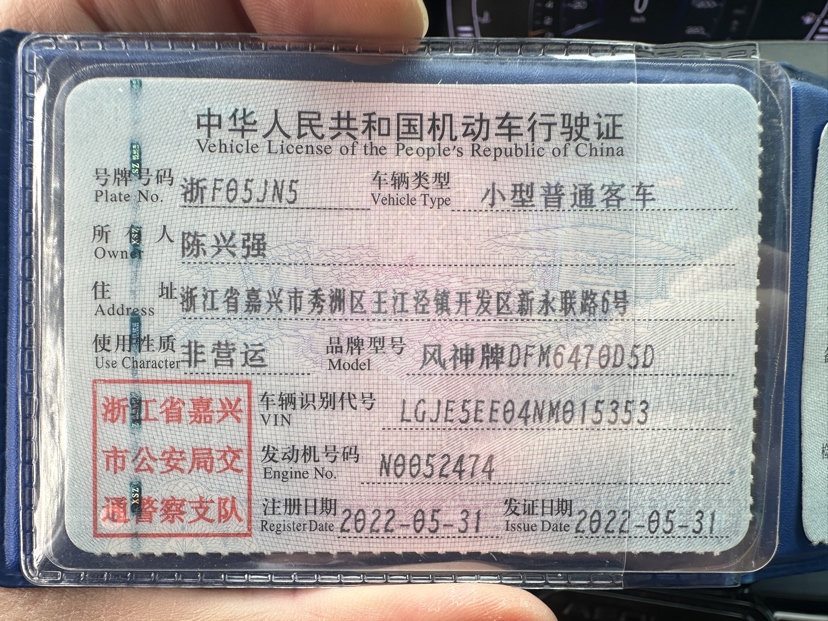 中华人民共和国机动车行驶证
Vehicle License of the People's Republic of China
号牌号码 浙F05JN5 车辆类型 小型普通客车
Plate No. Vehicle Type
所有人 陈兴强
Owner
住址 浙江省嘉兴市秀洲区王江泾镇开发区新永联路6号
Address
使用性质 非营运 品牌型号 风神牌DFM6470D5D
Use Character Model
浙江省嘉兴
市公安局交
通警察支队
车辆识别代号 LGJE5EE04NM015353
VIN
发动机号码 N0052474
Engine No.
注册日期 2022-05-31 发证日期 2022-05-31
Register Date Issue Date